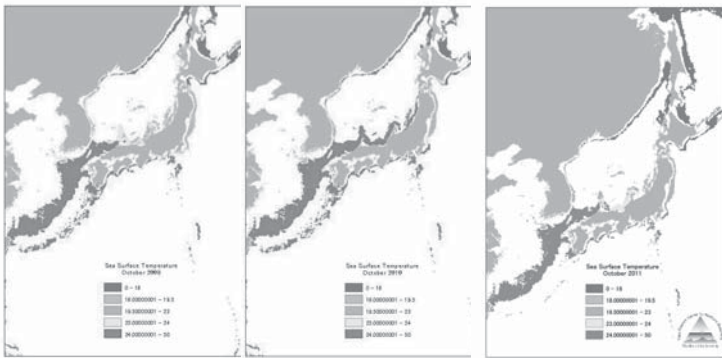 Sea Surface Temperature
October 2009
0 - 18
18.00000001 - 19.5
19.50000001 - 23
23.00000001 - 24
24.00000001 - 30
Sea Surface Temperature
October 2010
0 - 18
18.00000001 - 19.5
19.50000001 - 23
23.00000001 - 24
24.00000001 - 30
Sea Surface Temperature
October 2011
0 - 18
18.00000001 - 19.5
19.50000001 - 23
23.00000001 - 24
24.00000001 - 30